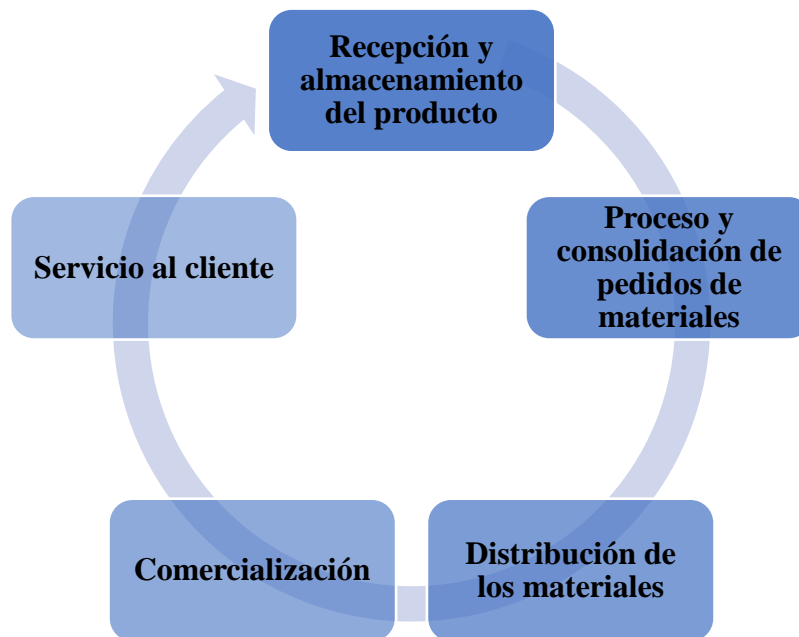 Recepción y
almacenamiento
del producto
Proceso y
consolidación de
pedidos de
materiales
Distribución de
los materiales
Comercialización
Servicio al cliente